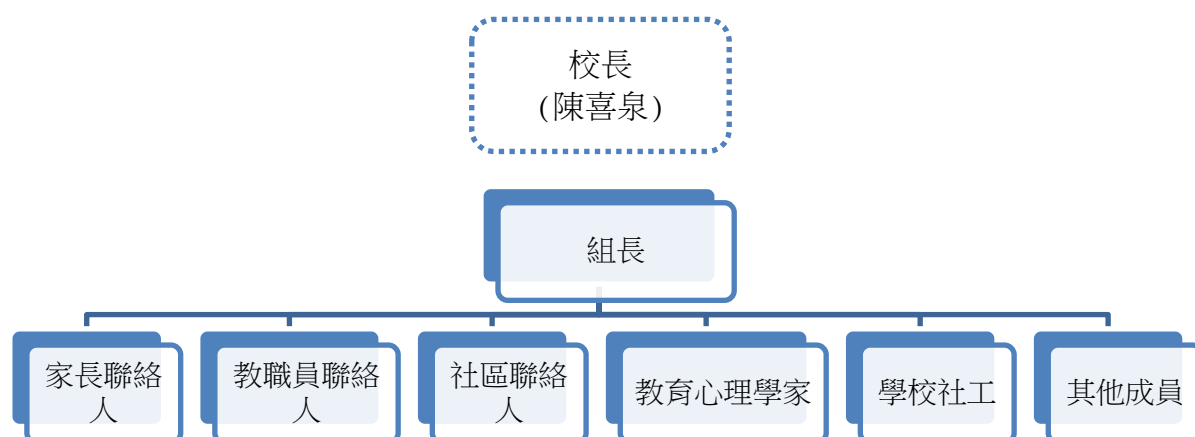 校長
(陳喜泉)
組長
家長聯絡
人
教職員聯絡
人
社區聯絡
人
教育心理學家
學校社工
其他成員